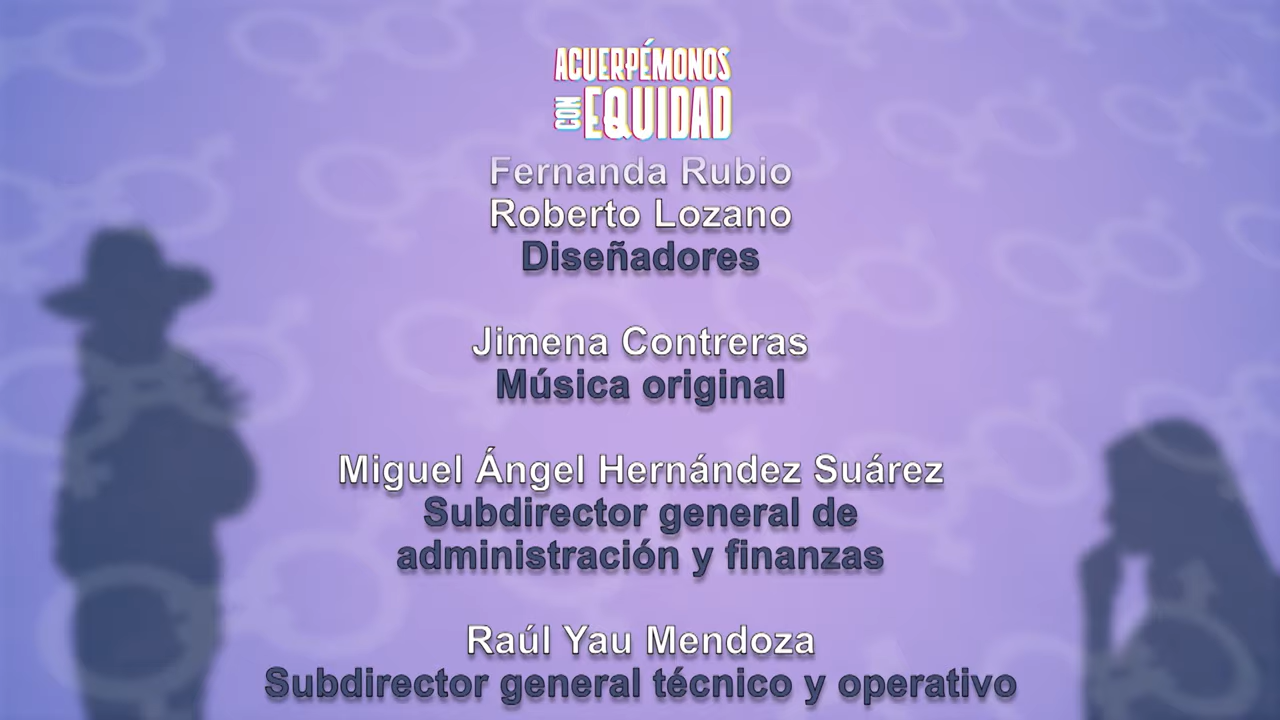 ACUERPÉMONOS
CON EQUIDAD
Fernanda Rubio
Roberto Lozano
Diseñadores
Jimena Contreras
Música original
Miguel Ángel Hernández Suárez
Subdirector general de
administración y finanzas
Raúl Yau Mendoza
Subdirector general técnico y operativo